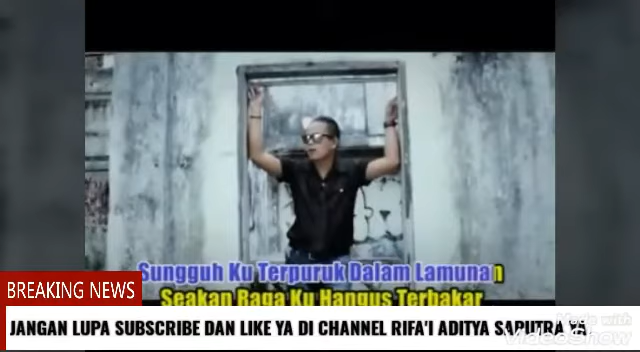 Sungguh Ku Terpuruk Dalam Lamunan
Seakan Raga Ku Hangus Terbakar
BREAKING NEWS
JANGAN LUPA SUBSCRIBE DAN LIKE YA DI CHANNEL RIFA'I ADITYA SAPUTRA YA
Made with
VideoShow